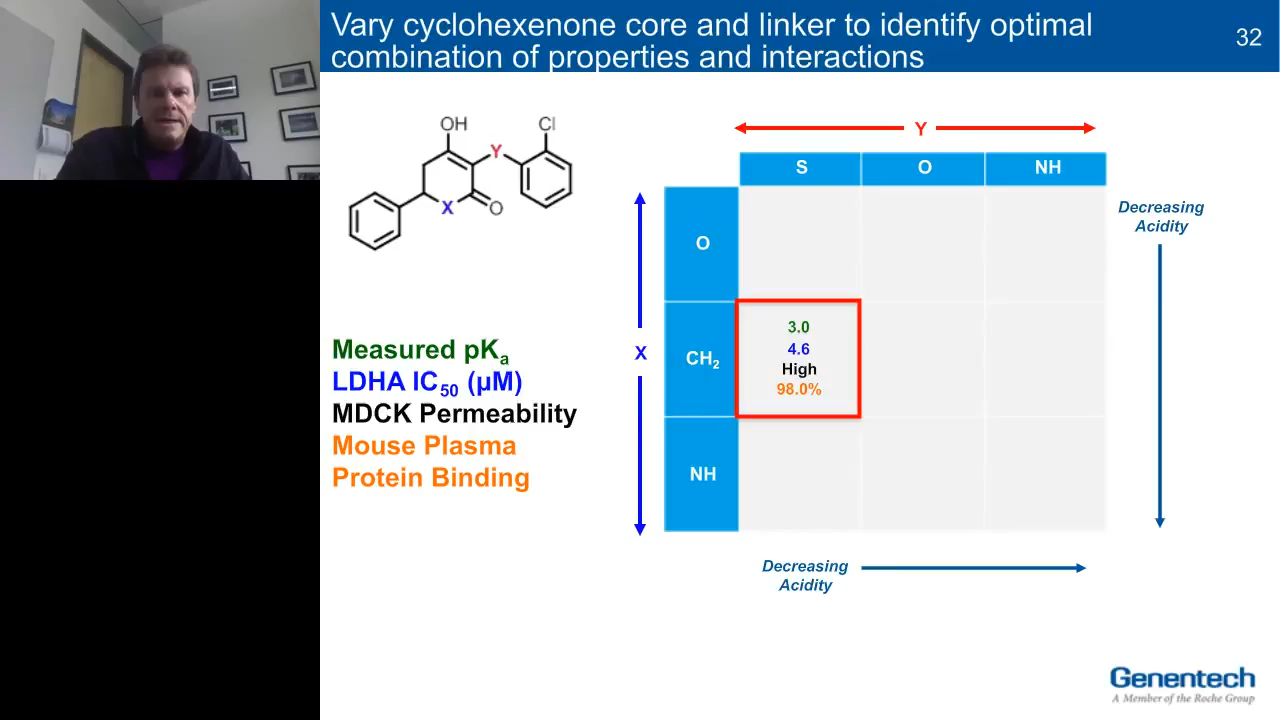 Vary cyclohexenone core and linker to identify optimal
combination of properties and interactions
32
OH
Cl
Y
X
O
Y
S
O
NH
O
CH₂
NH
X
3.0
4.6
High
98.0%
Decreasing
Acidity
Measured pKₐ
LDHA IC₅₀ (µM)
MDCK Permeability
Mouse Plasma
Protein Binding
Decreasing
Acidity
Genentech
A Member of the Roche Group